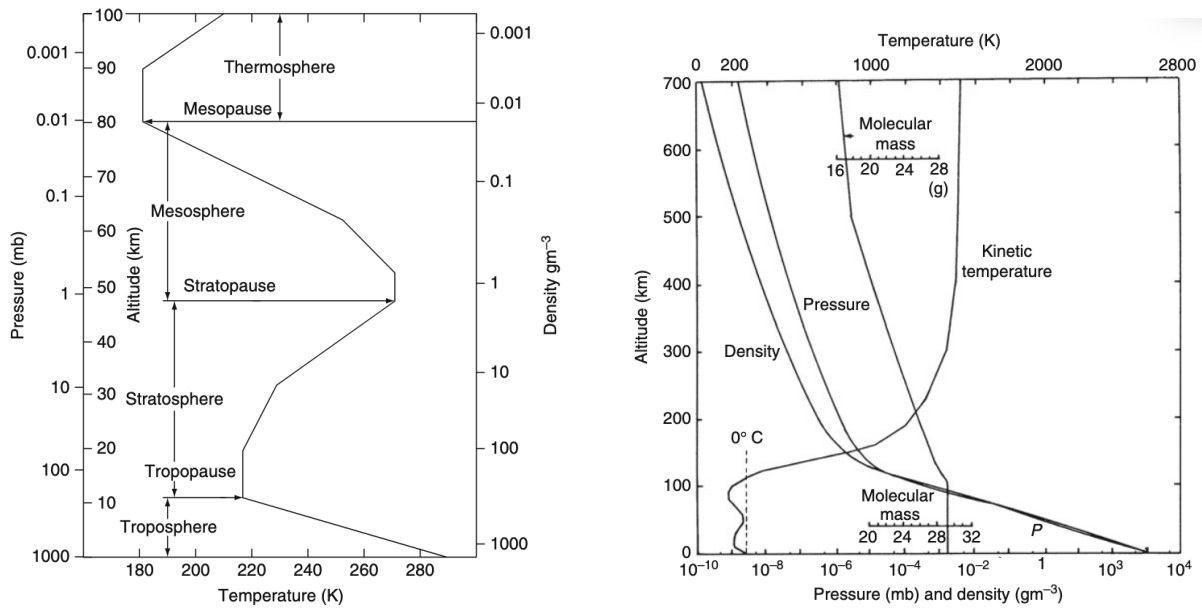 100
90
80
70
60
50
40
30
20
10
0.001
0.01
0.1
1
10
100
1000
Pressure (mb)
Altitude (km)
Thermosphere
Mesopause
Mesosphere
Stratopause
Stratosphere
Tropopause
Troposphere
0.001
0.01
0.1
1
10
100
1000
Density gm⁻³
180 200 220 240 260 280
Temperature (K)
Temperature (K)
0 200 1000 2000 2800
700
600
500
400
300
200
100
0
Altitude (km)
Molecular
mass
16 20 24 28
(g)
Kinetic
temperature
Pressure
Density
0° C
Molecular
mass
20 24 28 32
P
10⁻¹⁰ 10⁻⁸ 10⁻⁶ 10⁻⁴ 10⁻² 1 10³ 10⁴
Pressure (mb) and density (gm⁻³)